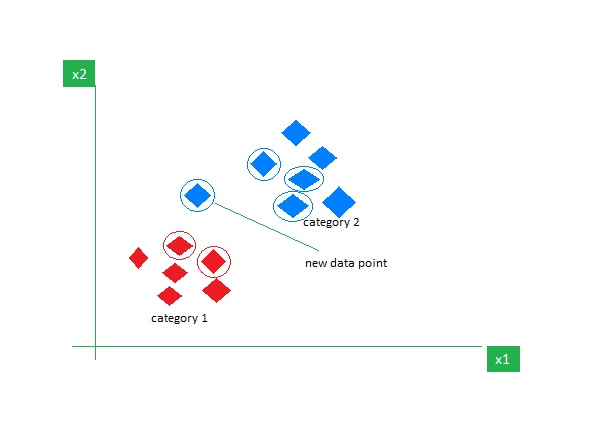 x2
category 2
new data point
category 1
x1